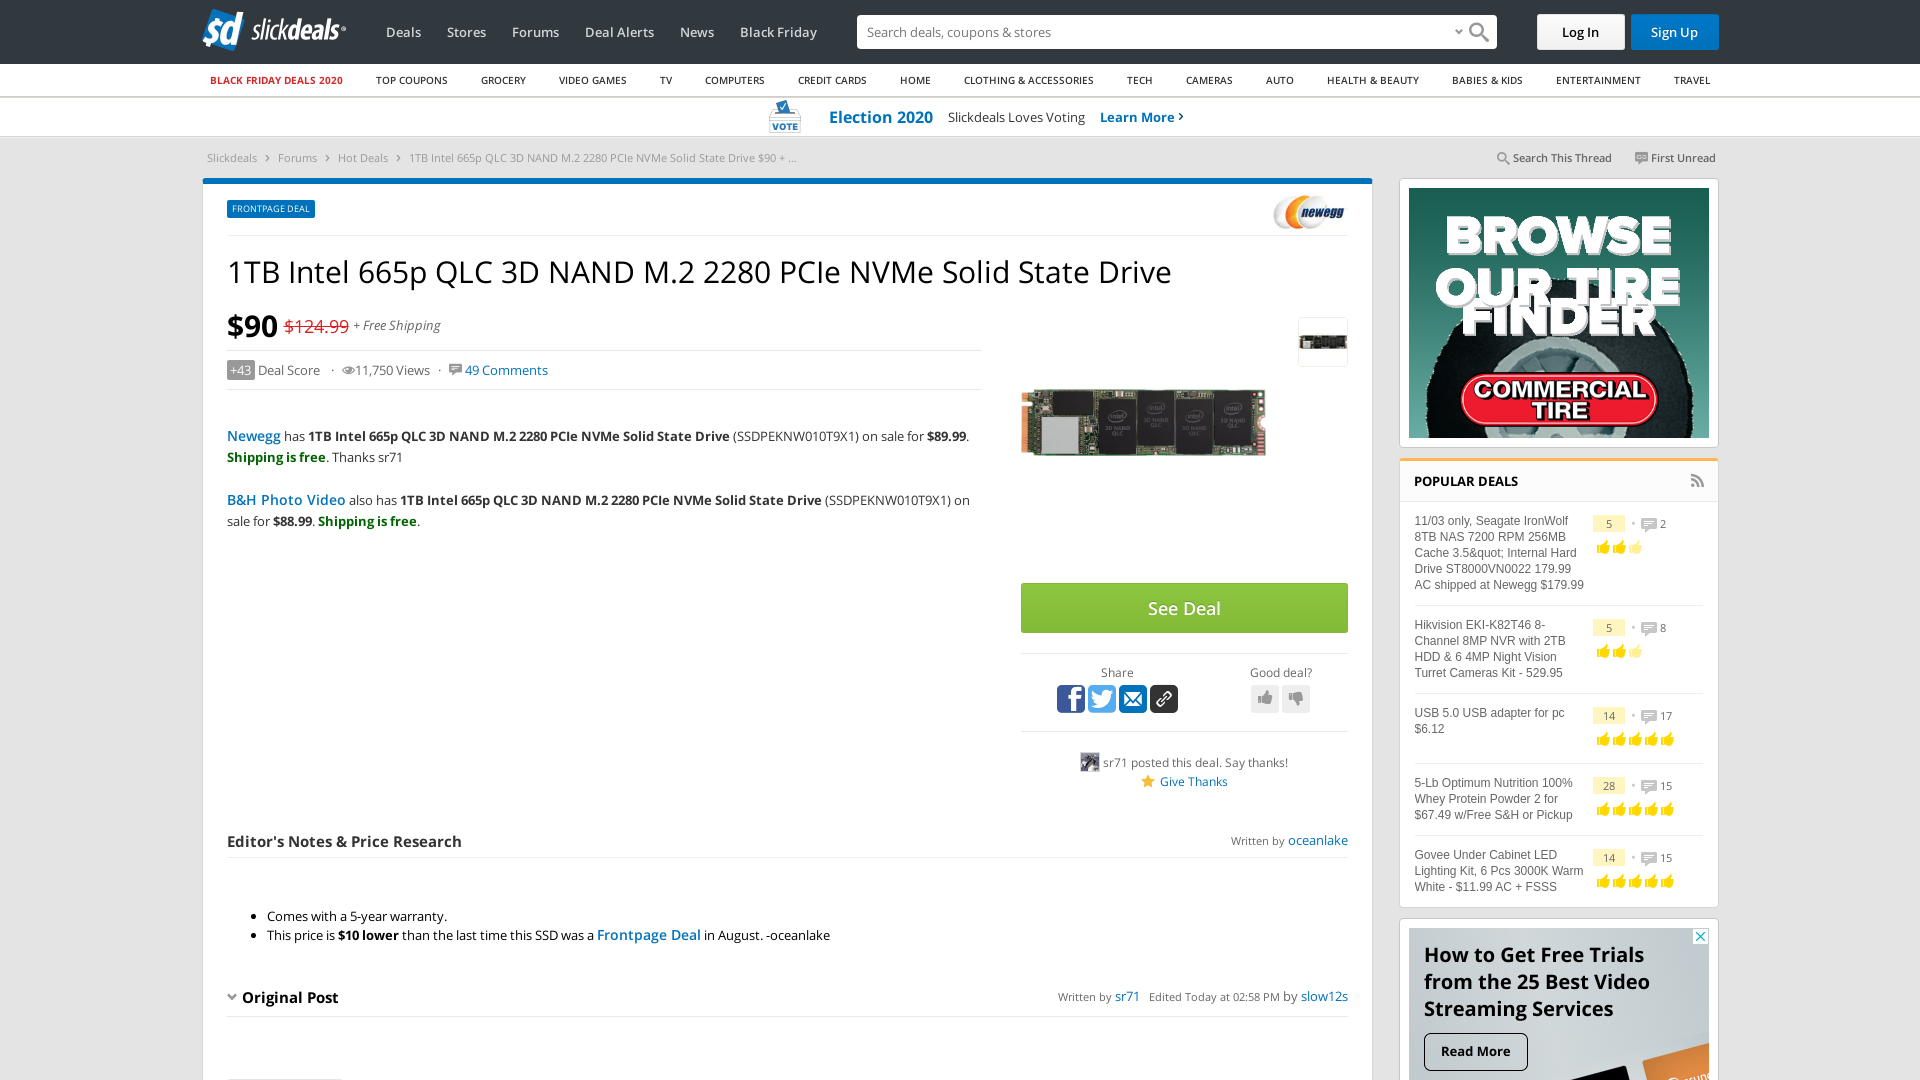 slickdeals
Deals
Stores
Forums
Deal Alerts
News
Black Friday
Search deals, coupons & stores
Log In
Sign Up
BLACK FRIDAY DEALS 2020
TOP COUPONS
GROCERY
VIDEO GAMES
TV
COMPUTERS
CREDIT CARDS
HOME
CLOTHING & ACCESSORIES
TECH
CAMERAS
AUTO
HEALTH & BEAUTY
BABIES & KIDS
ENTERTAINMENT
TRAVEL
VOTE
Election 2020 Slickdeals Loves Voting Learn More
Slickdeals > Forums > Hot Deals > 1TB Intel 665p QLC 3D NAND M.2 2280 PCIe NVMe Solid State Drive $90 + ...
Search This Thread
First Unread
FRONTPAGE DEAL
newegg
1TB Intel 665p QLC 3D NAND M.2 2280 PCIe NVMe Solid State Drive
$90 $124.99 + Free Shipping
+43 Deal Score · 11,750 Views · 49 Comments
Newegg has 1TB Intel 665p QLC 3D NAND M.2 2280 PCIe NVMe Solid State Drive (SSDPEKNW010T9X1) on sale for $89.99.
Shipping is free. Thanks sr71
B&H Photo Video also has 1TB Intel 665p QLC 3D NAND M.2 2280 PCIe NVMe Solid State Drive (SSDPEKNW010T9X1) on
sale for $88.99. Shipping is free.
See Deal
Share
Good deal?
sr71 posted this deal. Say thanks!
Give Thanks
Editor's Notes & Price Research
Written by oceanlake
Comes with a 5-year warranty.
This price is $10 lower than the last time this SSD was a Frontpage Deal in August. -oceanlake
Original Post
Written by sr71 Edited Today at 02:58 PM by slow12s
BROWSE
OUR TIRE
FINDER
COMMERCIAL
TIRE
POPULAR DEALS
11/03 only, Seagate IronWolf
8TB NAS 7200 RPM 256MB
Cache 3.5&quot; Internal Hard
Drive ST8000VN0022 179.99
AC shipped at Newegg $179.99
5 • 2
Hikvision EKI-K82T46 8-
Channel 8MP NVR with 2TB
HDD & 6 4MP Night Vision
Turret Cameras Kit - 529.95
5 • 8
USB 5.0 USB adapter for pc
$6.12
14 • 17
5-Lb Optimum Nutrition 100%
Whey Protein Powder 2 for
$67.49 w/Free S&H or Pickup
28 • 15
Govee Under Cabinet LED
Lighting Kit, 6 Pcs 3000K Warm
White - $11.99 AC + FSSS
14 • 15
How to Get Free Trials
from the 25 Best Video
Streaming Services
Read More